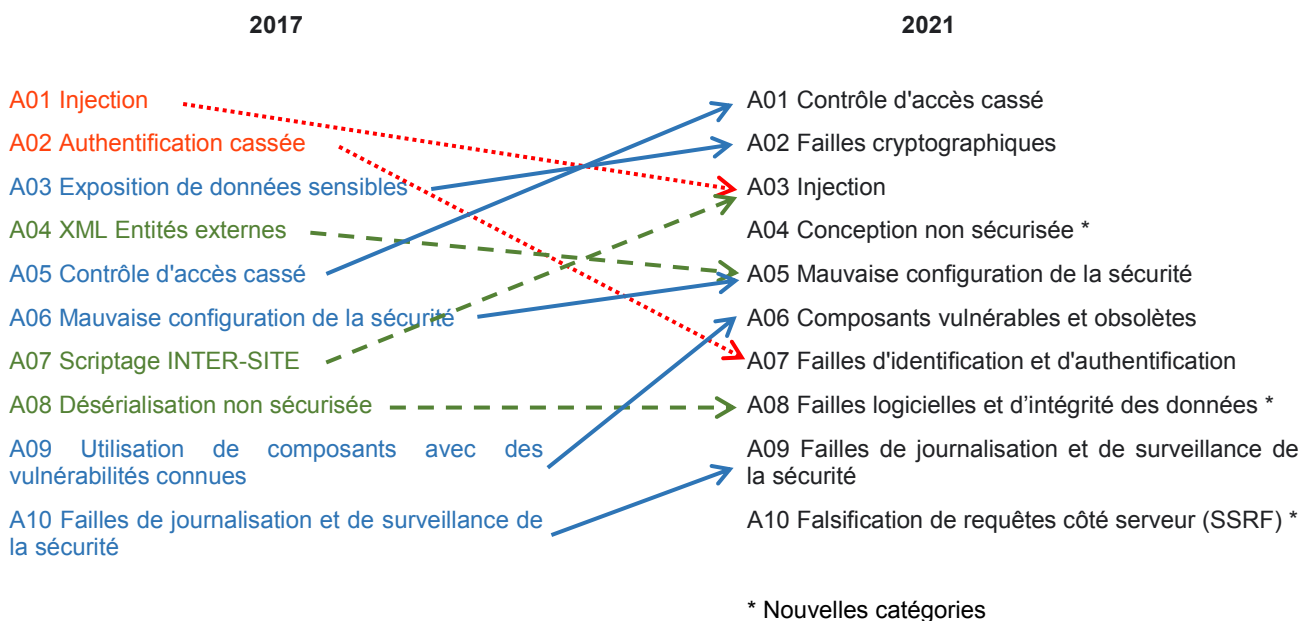 2017
2021
A01 Injection
A02 Authentification cassée
A03 Exposition de données sensibles
A04 XML Entités externes
A05 Contrôle d'accès cassé
A06 Mauvaise configuration de la sécurité
A07 Scriptage INTER-SITE
A08 Désérialisation non sécurisée
A09 Utilisation de composants avec des
vulnérabilités connues
A10 Failles de journalisation et de surveillance de
la sécurité
A01 Contrôle d'accès cassé
A02 Failles cryptographiques
A03 Injection
A04 Conception non sécurisée *
A05 Mauvaise configuration de la sécurité
A06 Composants vulnérables et obsolètes
A07 Failles d'identification et d'authentification
A08 Failles logicielles et d’intégrité des données *
A09 Failles de journalisation et de surveillance de
la sécurité
A10 Falsification de requêtes côté serveur (SSRF) *
* Nouvelles catégories